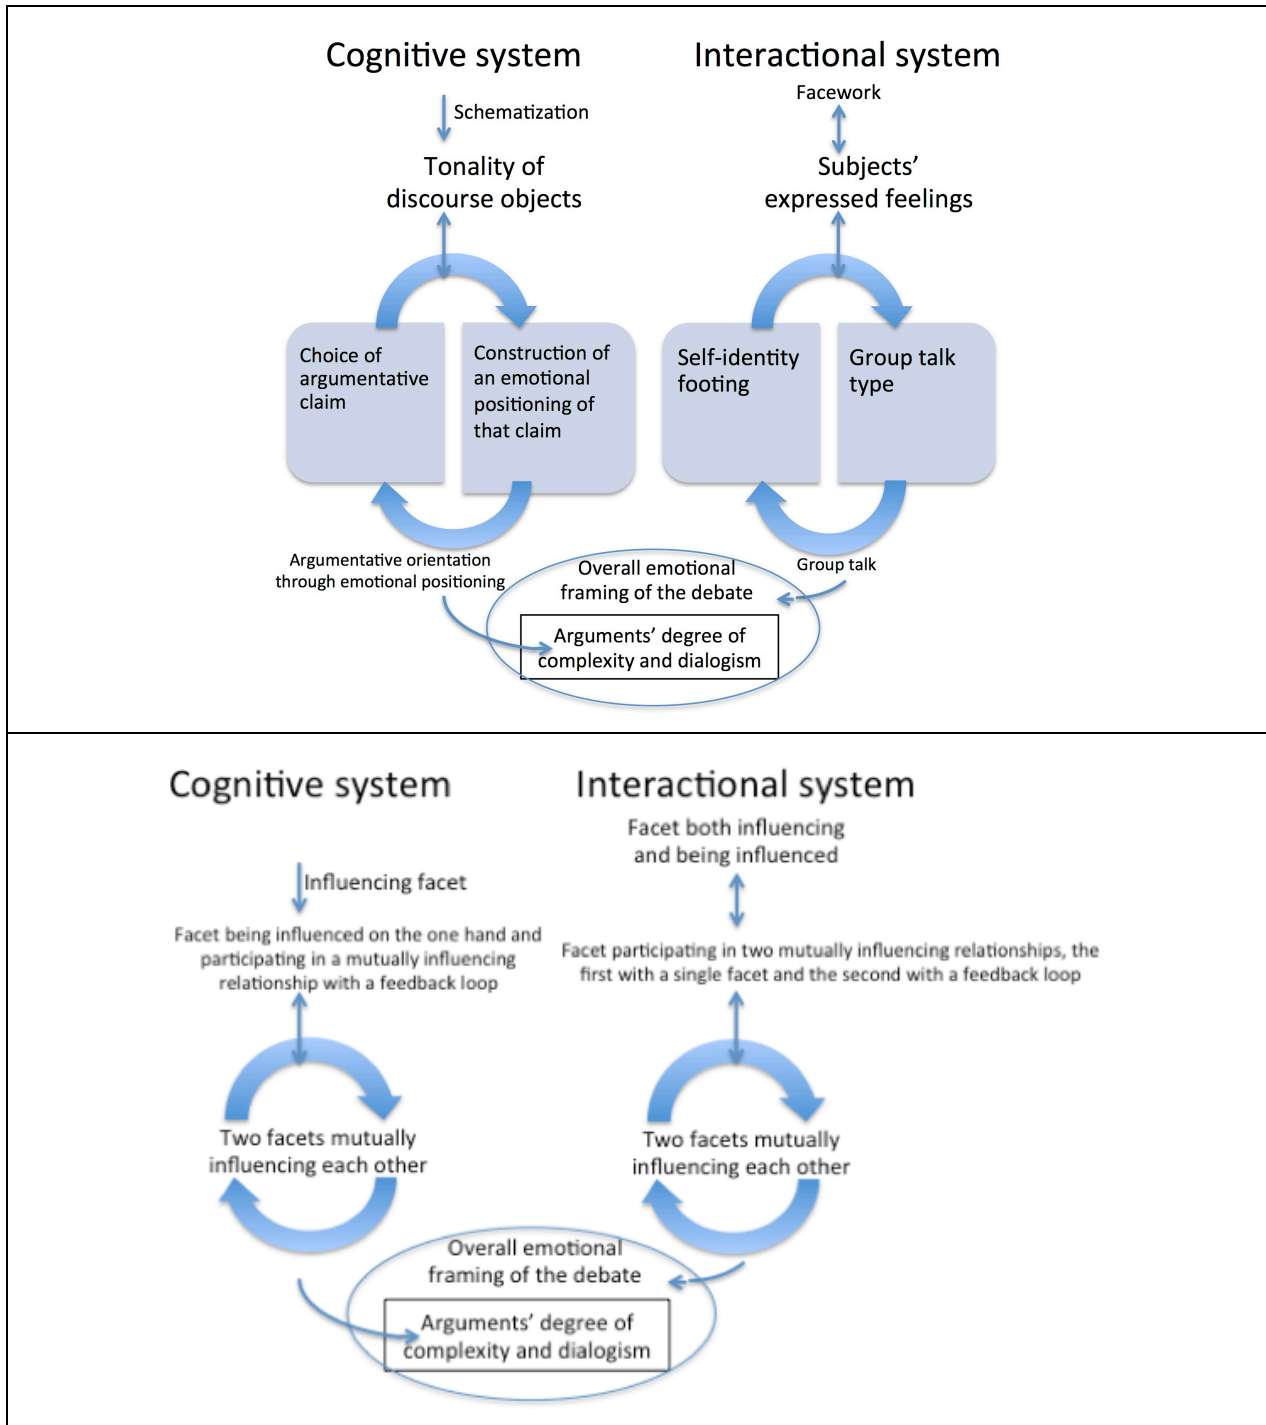 Cognitive system
Schematization
Tonality of
discourse objects
Choice of
argumentative
claim
Construction of
an emotional
positioning of
that claim
Argumentative orientation
through emotional positioning
Interactional system
Facework
Subjects’
expressed feelings
Self-identity
footing
Group talk
type
Group talk
Overall emotional
framing of the debate
Arguments’ degree of
complexity and dialogism
Cognitive system
Influencing facet
Facet being influenced on the one hand and
participating in a mutually influencing
relationship with a feedback loop
Two facets mutually
influencing each other
Interactional system
Facet both influencing
and being influenced
Facet participating in two mutually influencing relationships, the
first with a single facet and the second with a feedback loop
Two facets mutually
influencing each other
Overall emotional
framing of the debate
Arguments’ degree of
complexity and dialogism